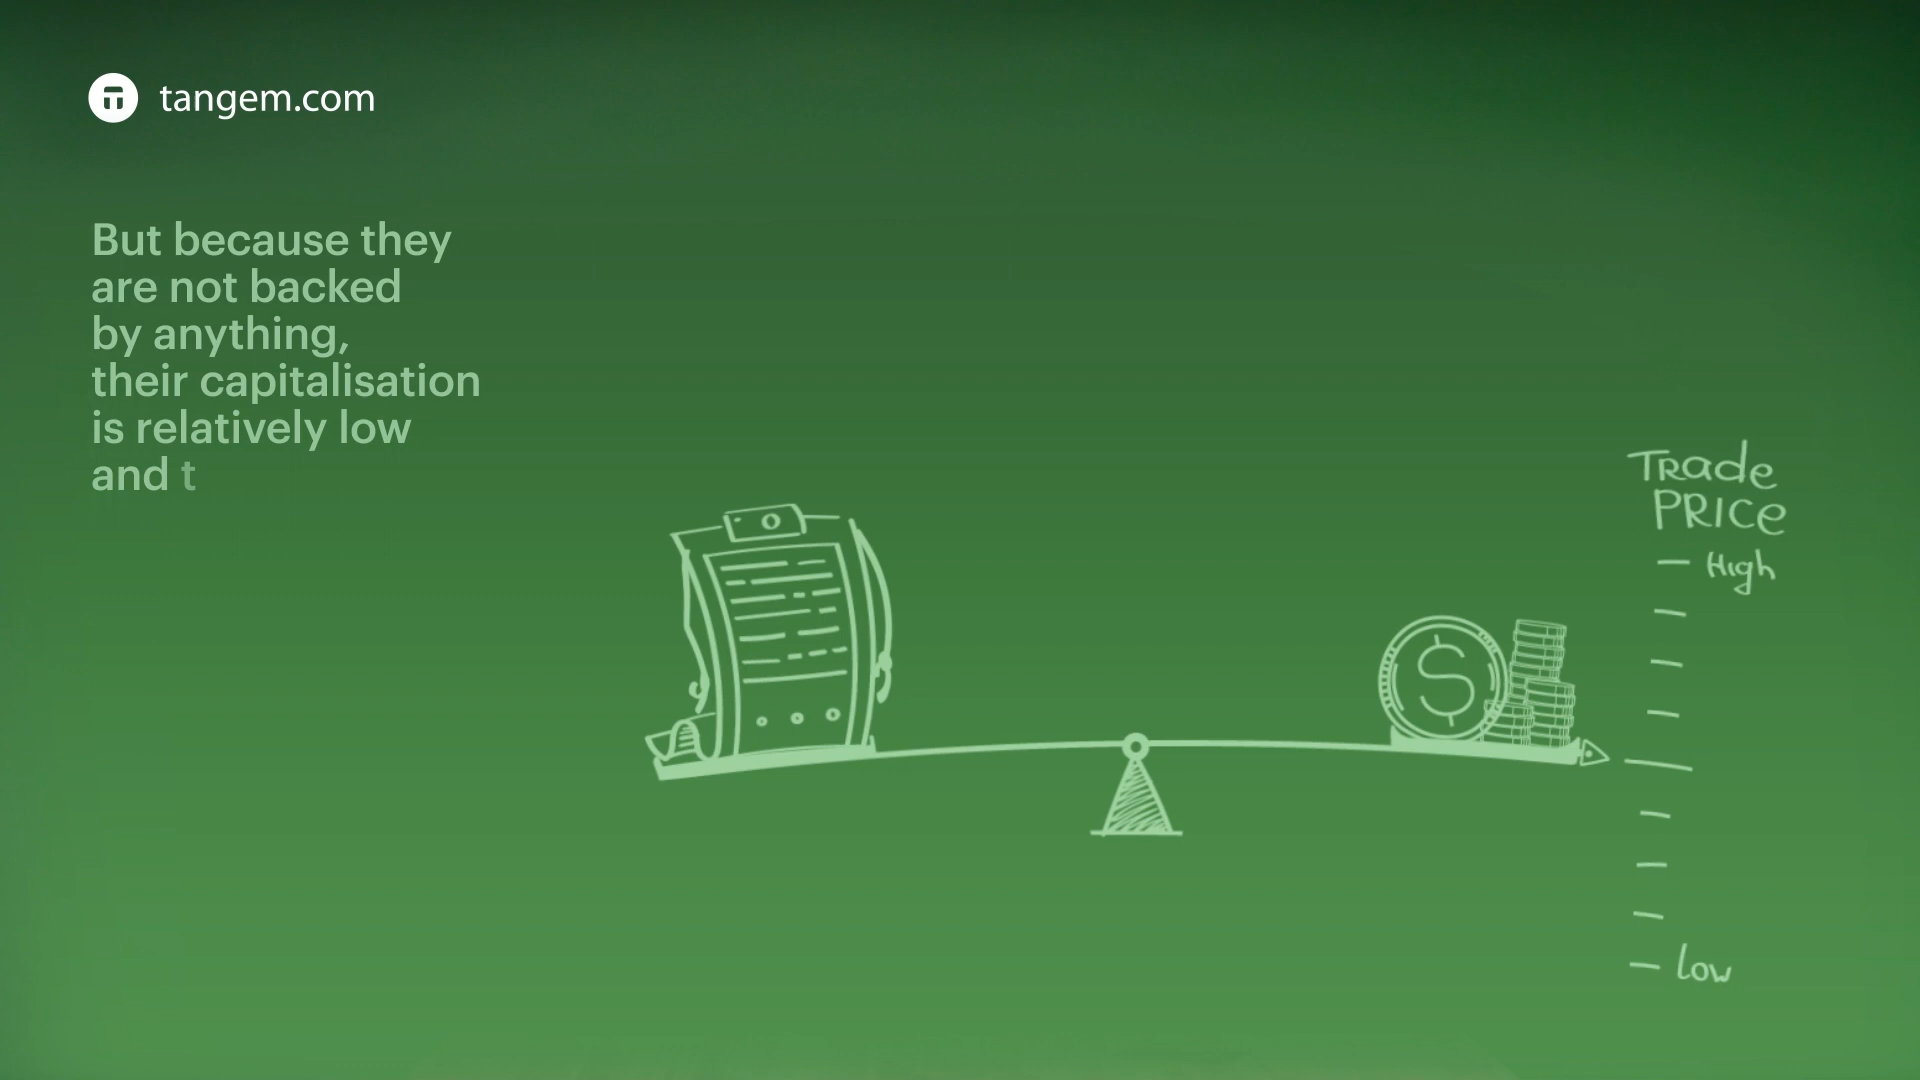 tangem.com
But because they
are not backed
by anything,
their capitalisation
is relatively low
and t
Trade
PRICe
High
$
Low